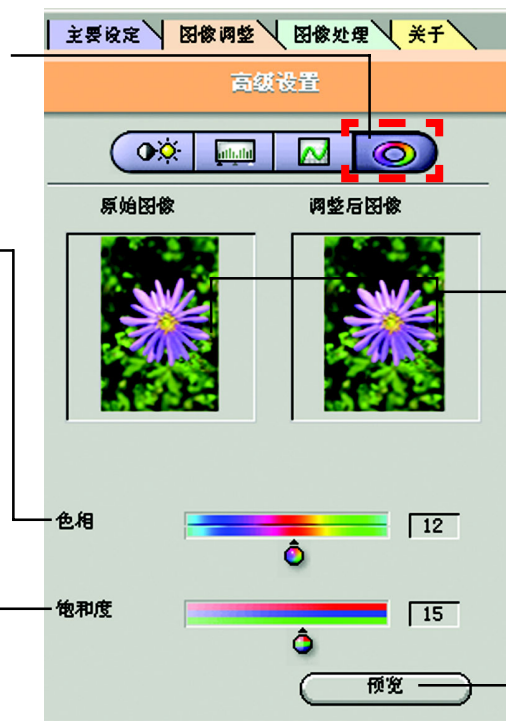 主要设定 图像调整 图像处理 关于
高级设置
原始图像 调整后图像
色相 12
饱和度 15
预览